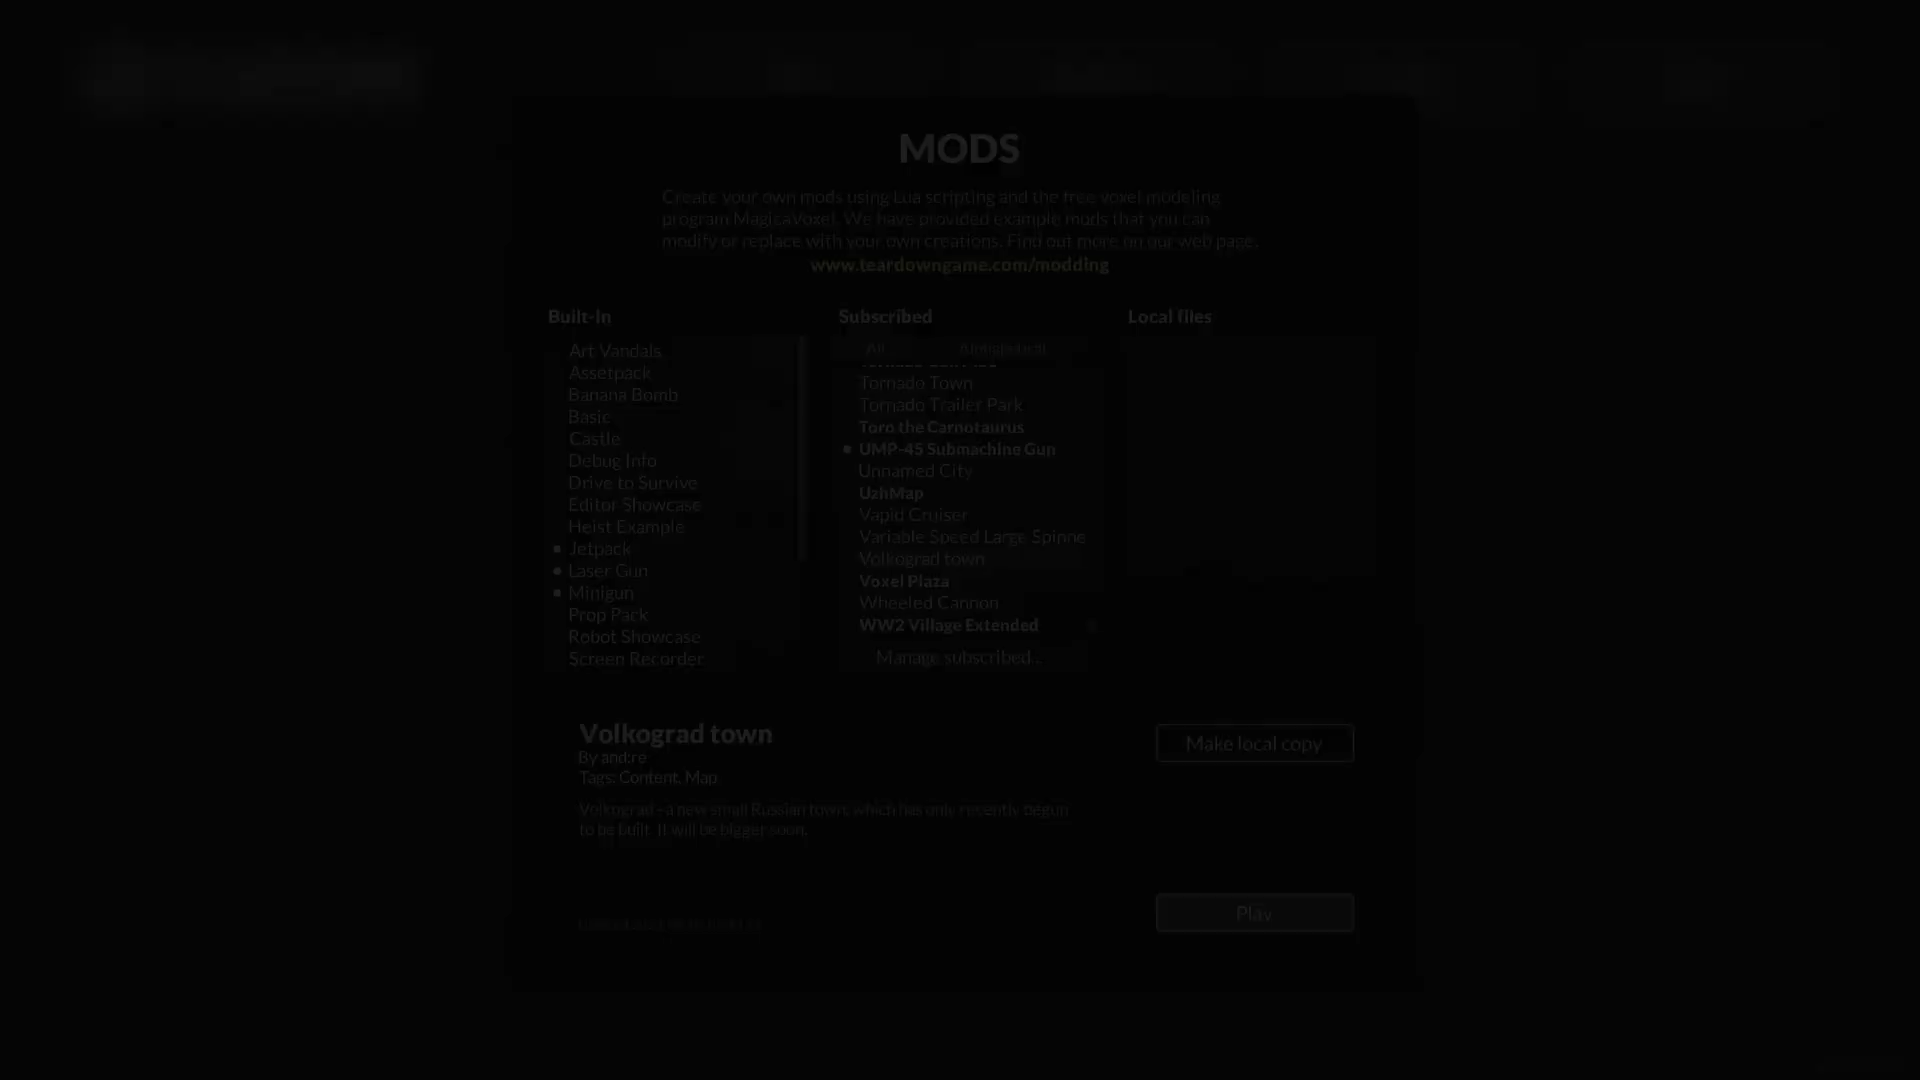 MODS
Create your own mods using Lua scripting and the free voxel modeling
program MagicaVoxel. We have provided example mods that you can
modify or replace with your own creations. Find out more on our web page.
www.teardowngame.com/modding
Built-In
Art Vandals
Assetpack
Banana Bomb
Basic
Castle
Debug Info
Drive to Survive
Editor Showcase
Heist Example
Jetpack
Laser Gun
Minigun
Prop Pack
Robot Showcase
Screen Recorder
Subscribed
All Alphabetical
Tornado Town
Tornado Trailer Park
Toro the Carnotaurus
UMP-45 Submachine Gun
Unnamed City
UzhMap
Vapid Cruiser
Variable Speed Large Spinne
Volkograd town
Voxel Plaza
Wheeled Cannon
WW2 Village Extended
Manage subscribed...
Local files
Volkograd town
By and:re
Tags: Content, Map
Volkograd - a new small Russian town, which has only recently begun
to be built. It will be bigger soon.
Make local copy
Play